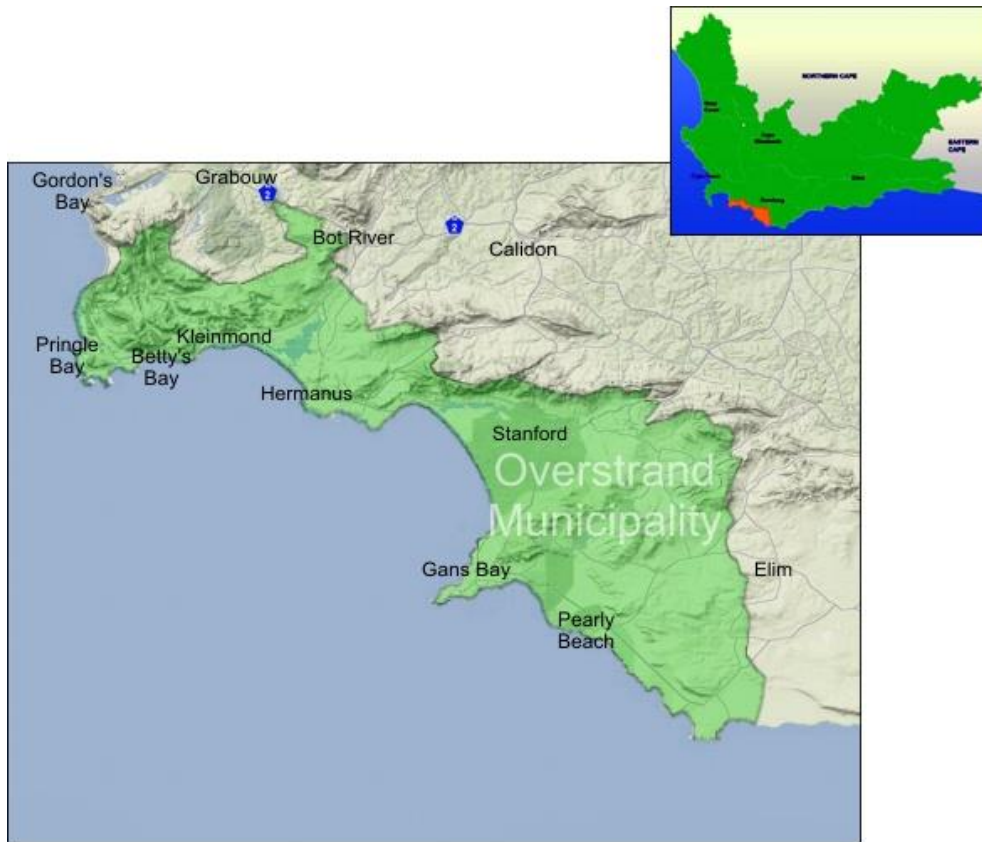 NORTHERN CAPE
EASTERN
CAPE
Gordon's
Bay
Grabouw
2
Bot River
2
Calidon
Pringle
Bay
Betty's
Bay
Kleinmond
Hermanus
Stanford
Overstrand
Municipality
Gans Bay
Elim
Pearly
Beach